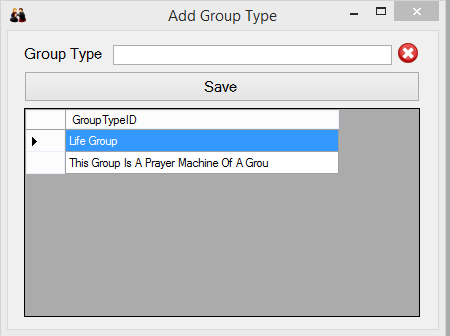 Add Group Type
Group Type
Save
GroupTypeID
Life Group
This Group Is A Prayer Machine Of A Grou